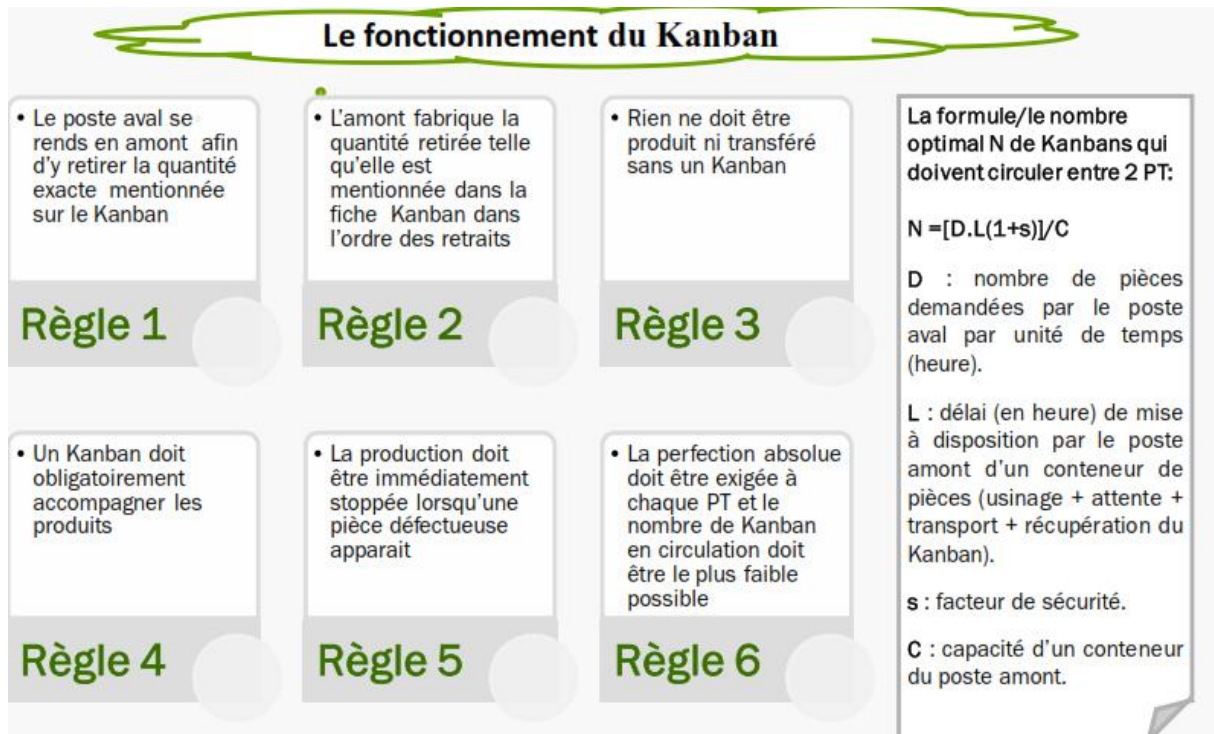 Le fonctionnement du Kanban
• Le poste aval se
rends en amont afin
d'y retirer la quantité
exacte mentionnée
sur le Kanban
Règle 1
• L'amont fabrique la
quantité retirée telle
qu'elle est
mentionnée dans la
fiche Kanban dans
l'ordre des retraits
Règle 2
• Rien ne doit être
produit ni transféré
sans un Kanban
Règle 3
• Un Kanban doit
obligatoirement
accompagner les
produits
Règle 4
• La production doit
être immédiatement
stoppée lorsqu'une
pièce défectueuse
apparait
Règle 5
• La perfection absolue
doit être exigée à
chaque PT et le
nombre de Kanban
en circulation doit
être le plus faible
possible
Règle 6
La formule/le nombre
optimal N de Kanbans qui
doivent circuler entre 2 PT:
N =[D.L(1+s)]/C
D : nombre de pièces
demandées par le poste
aval par unité de temps
(heure).
L : délai (en heure) de mise
à disposition par le poste
amont d'un conteneur de
pièces (usinage + attente +
transport + récupération du
Kanban).
s : facteur de sécurité.
C : capacité d'un conteneur
du poste amont.